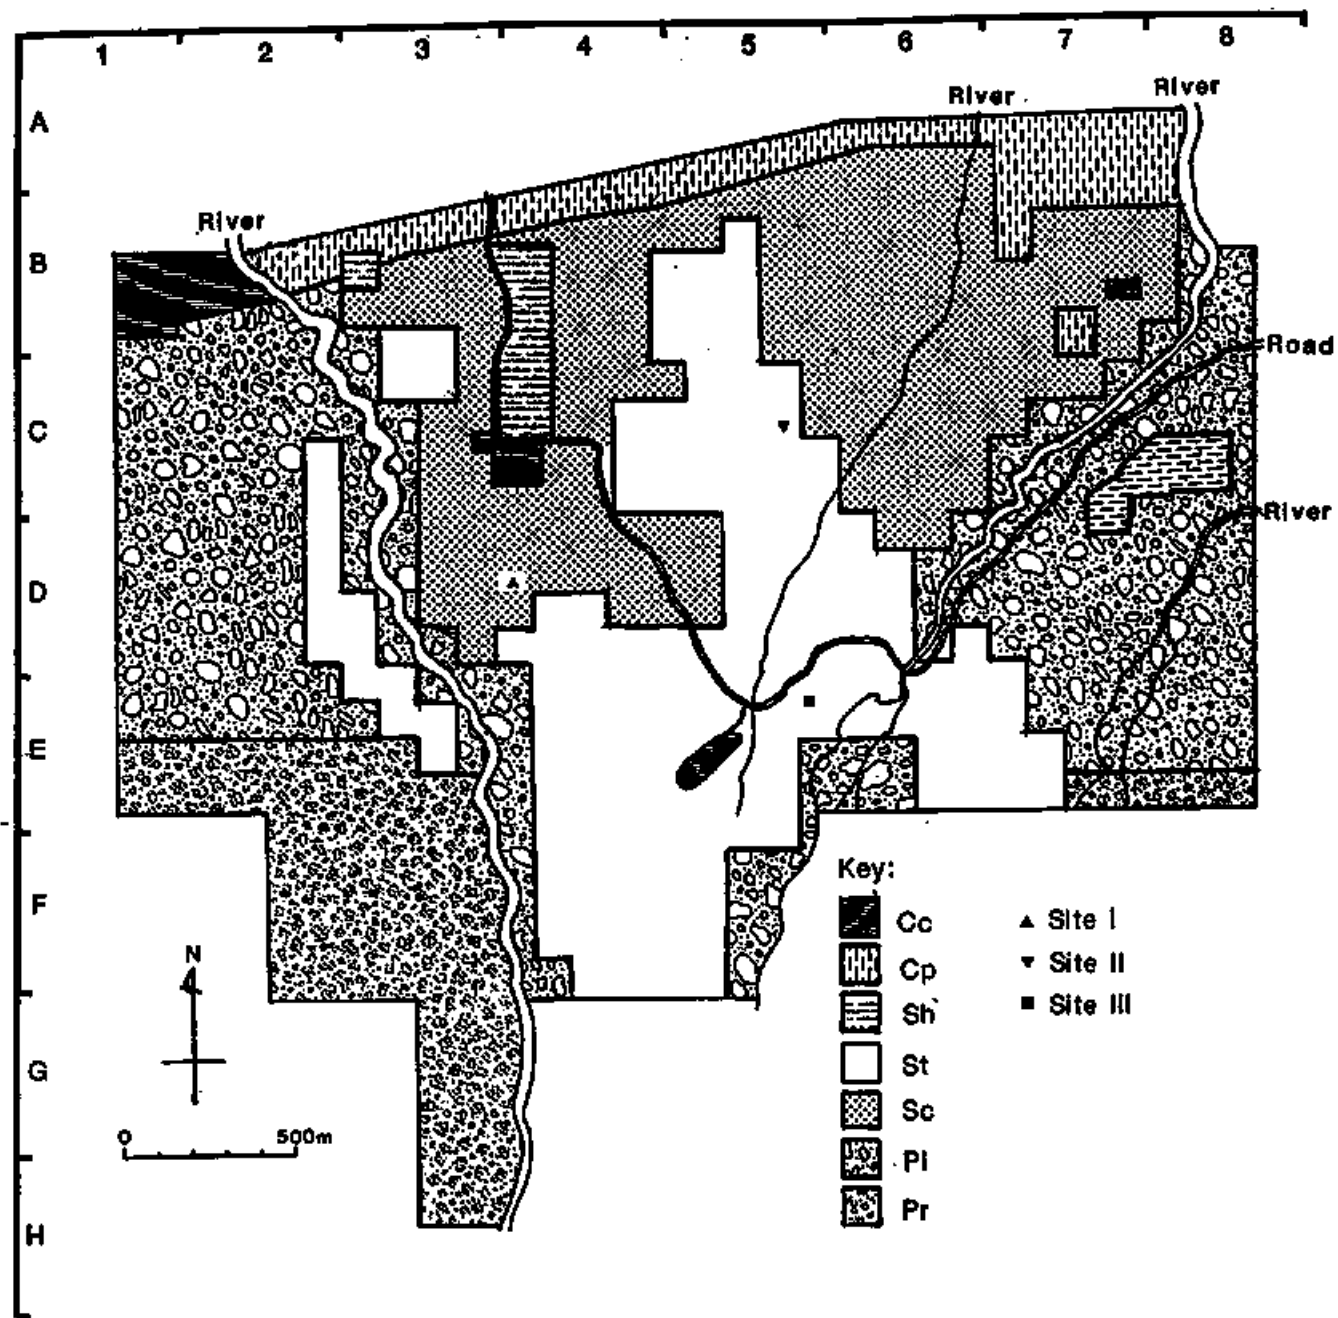 1 2 3 4 5 6 7 8
A
River River
River
B
Road
C
River
D
E
Key:
F
Cc ▲ Site I
Cp ▼ Site II
Sh ■ Site III
N
St
G
Sc
0 500m
Pl
Pr
H